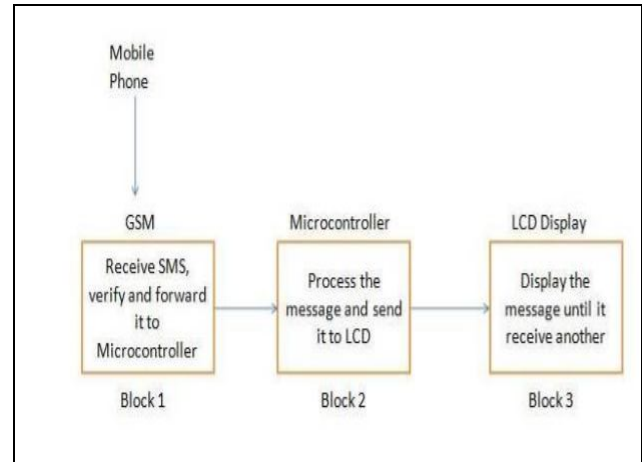 Mobile
Phone
GSM
Receive SMS,
verify and forward
it to
Microcontroller
Block 1
Microcontroller
Process the
message and send
it to LCD
Block 2
LCD Display
Display the
message until it
receive another
Block 3